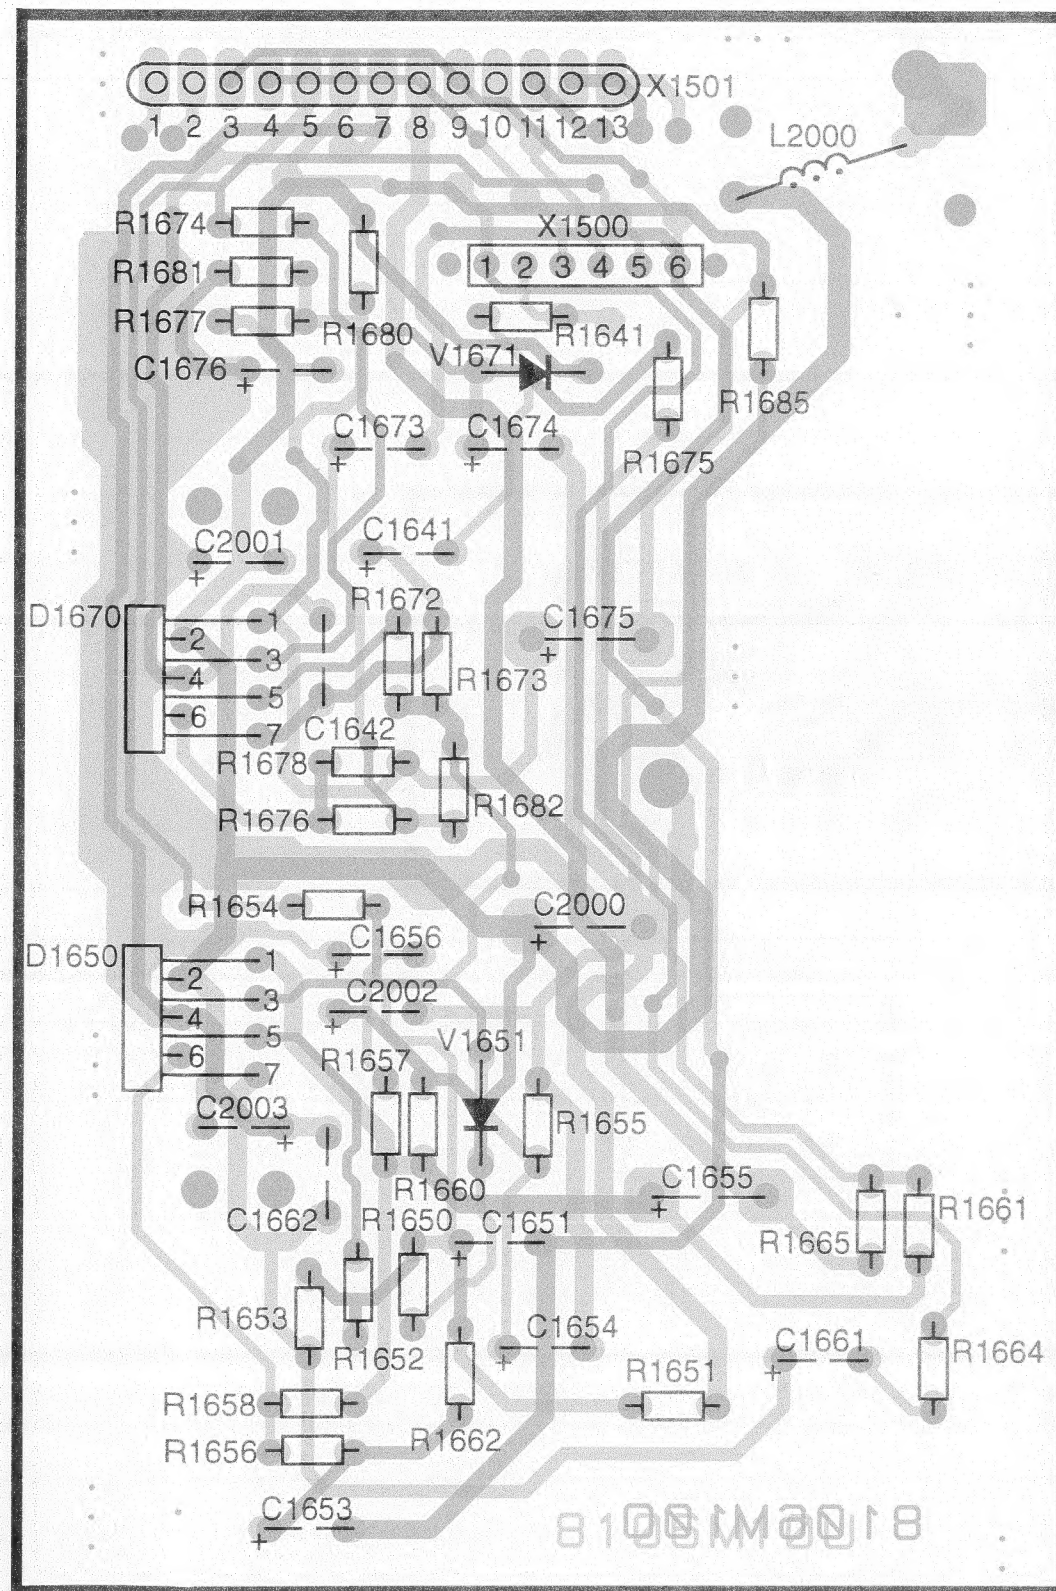 X1501
1 2 3 4 5 6 7 8 9 10 11 12 13
L2000
R1674
X1500
R1681
1 2 3 4 5 6
R1677
R1680
R1641
V1671
C1676
+
R1685
C1673
+
C1674
+
R1675
C2001
+
C1641
+
R1672
D1670
1
2
3
4
5
6
7
C1675
+
R1673
C1642
R1678
R1676
R1682
R1654
C2000
+
C1656
+
D1650
1
2
3
4
5
6
7
C2002
+
V1651
R1657
C2003
+
R1655
R1660
C1655
+
R1661
C1662
R1650
C1651
+
R1665
R1653
R1652
C1654
+
R1651
C1661
+
R1664
R1658
R1662
R1656
C1653
+